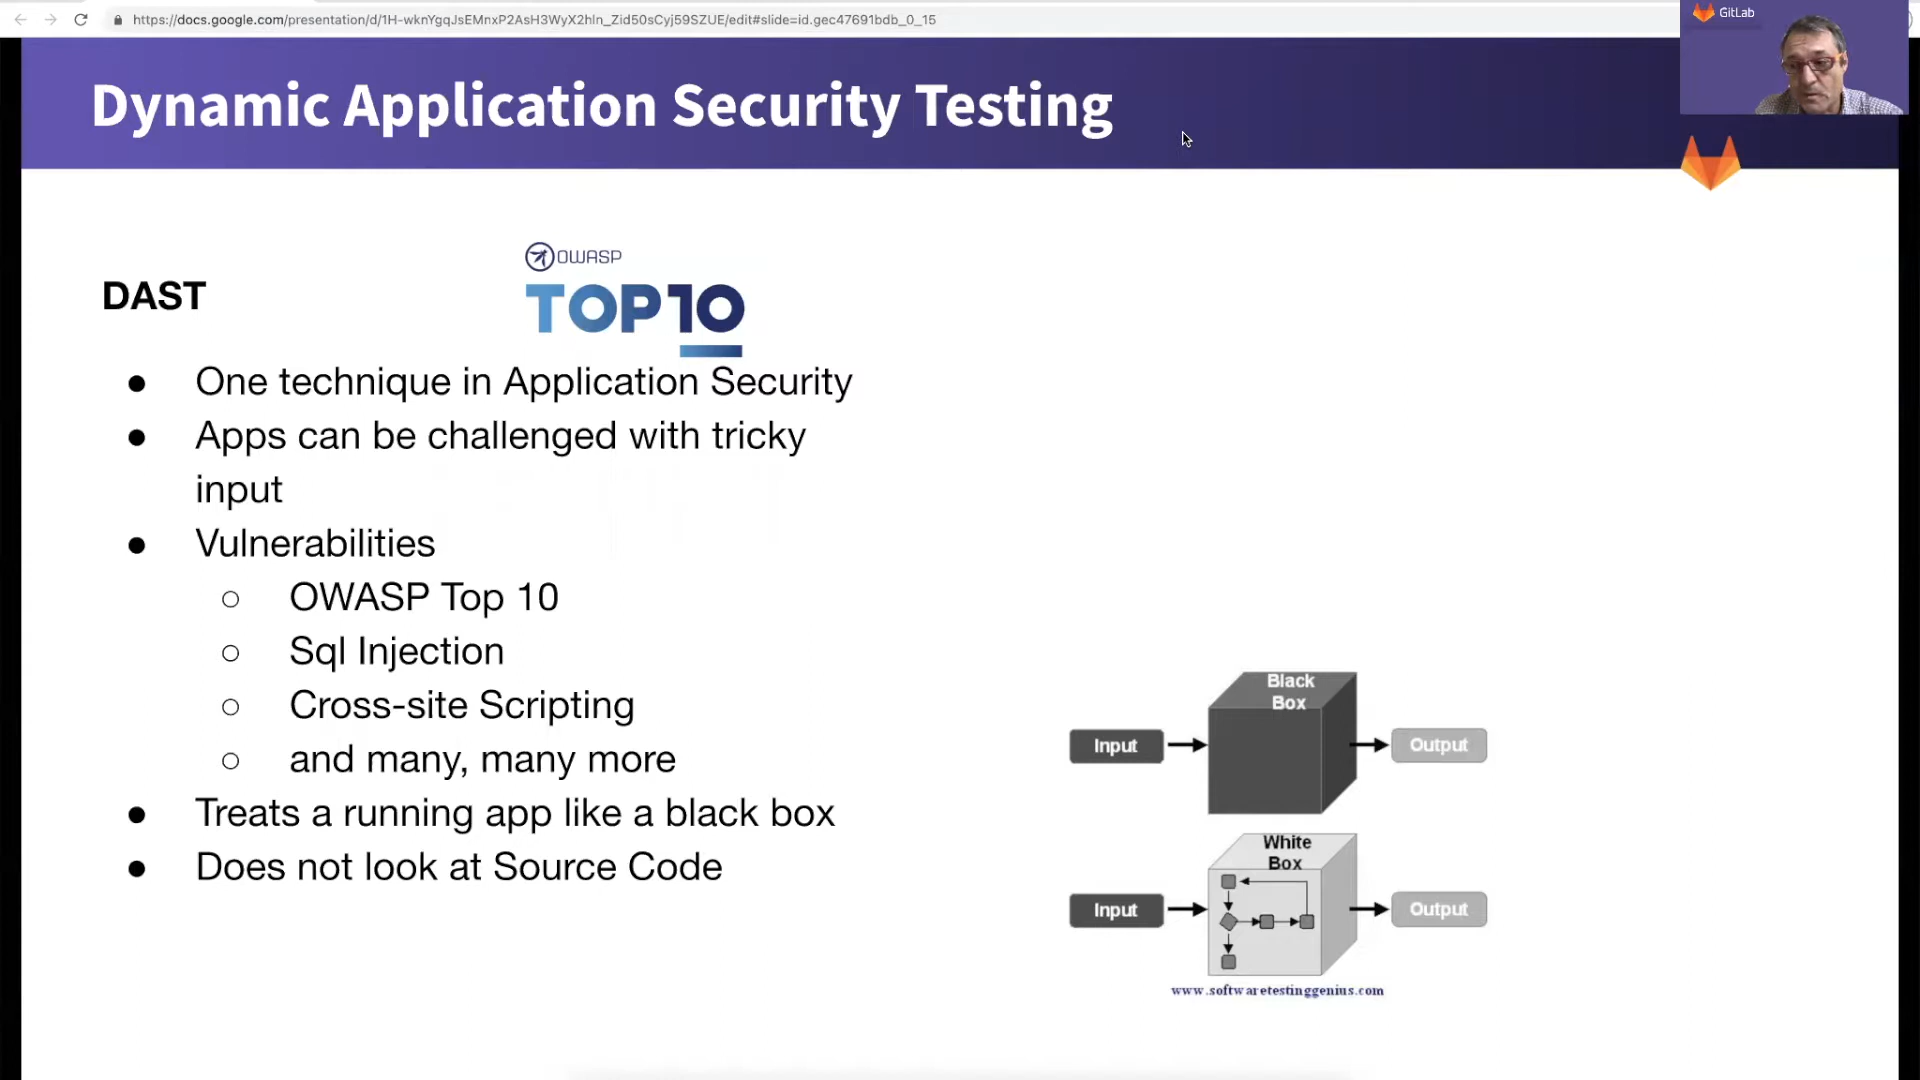 https://docs.google.com/presentation/d/1H-wknYgqJsEMnxP2AsH3WyX2hln_Zid50sCyj59SZUE/edit#slide=id.gec47691bdb_0_15
GitLab
Dynamic Application Security Testing
OWASP
TOP10
DAST
● One technique in Application Security
● Apps can be challenged with tricky
input
● Vulnerabilities
○ OWASP Top 10
○ Sql Injection
○ Cross-site Scripting
○ and many, many more
● Treats a running app like a black box
● Does not look at Source Code
Black
Box
Input
Output
White
Box
Input
Output
www.softwaretestinggenius.com